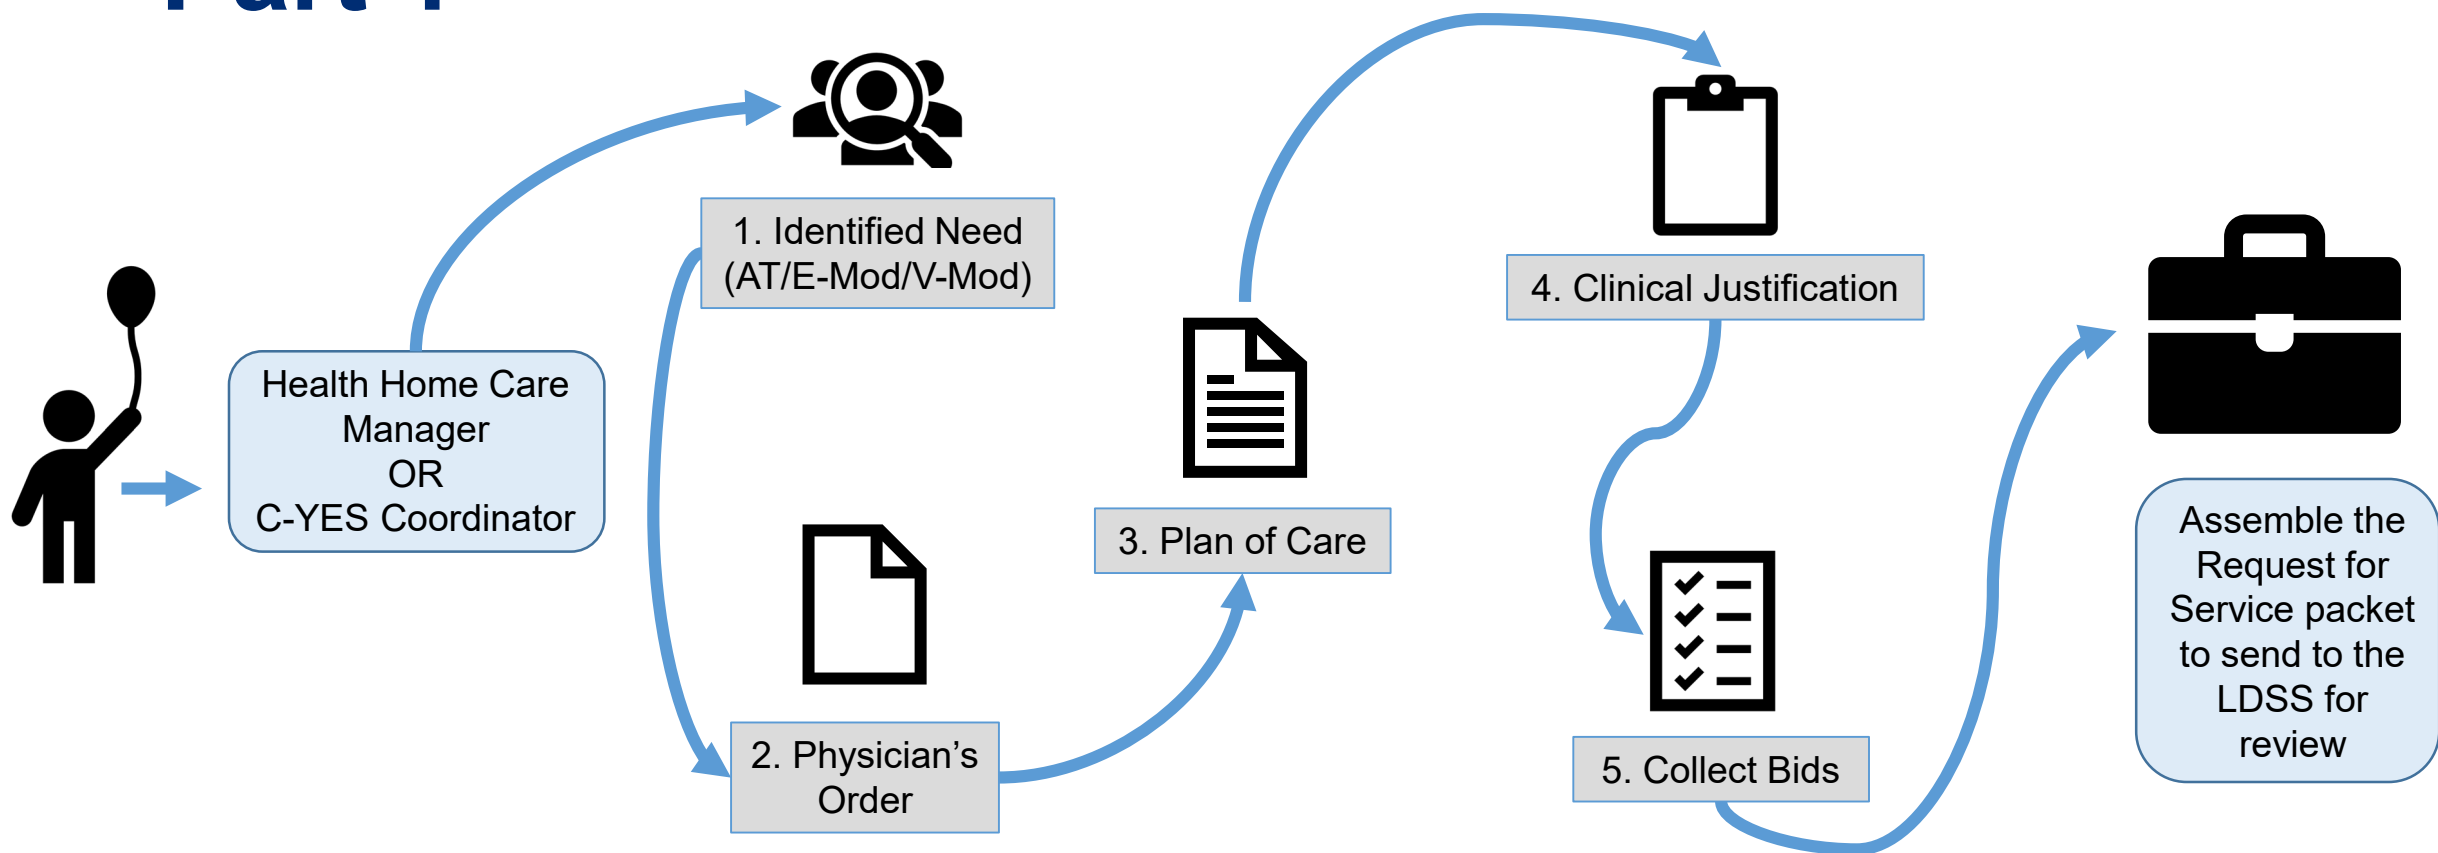 Health Home Care
Manager
OR
C-YES Coordinator
1. Identified Need
(AT/E-Mod/V-Mod)
2. Physician’s
Order
3. Plan of Care
4. Clinical Justification
5. Collect Bids
Assemble the
Request for
Service packet
to send to the
LDSS for
review